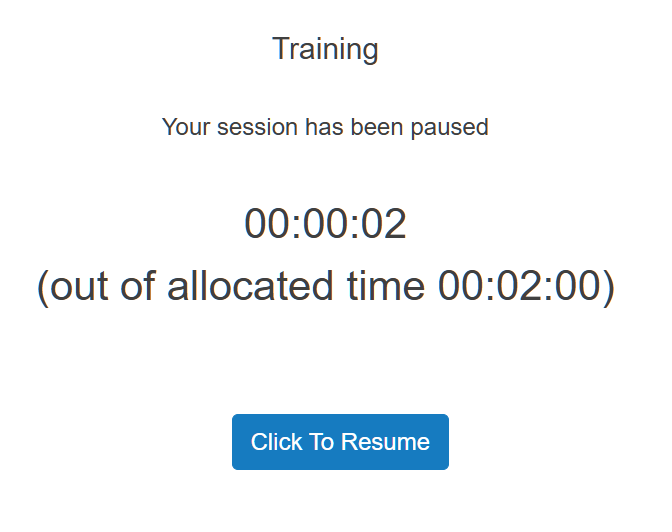 Training
Your session has been paused
00:00:02
(out of allocated time 00:02:00)
Click To Resume